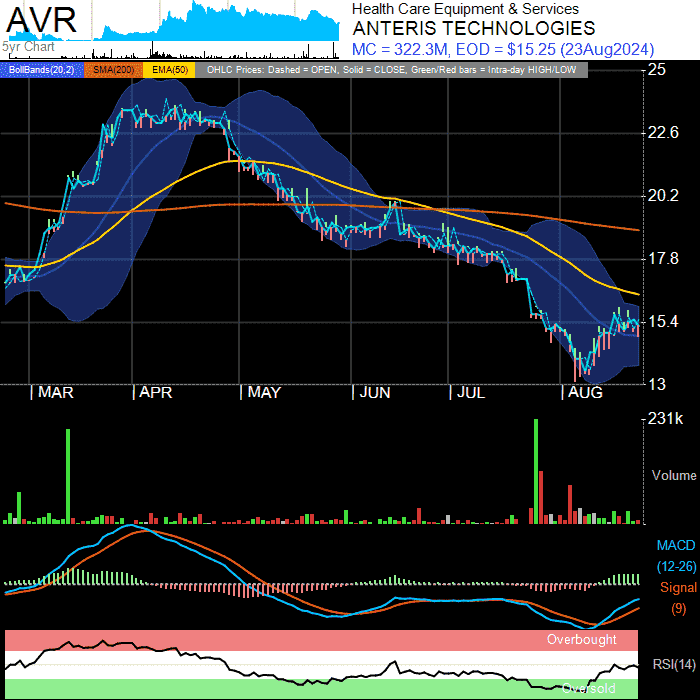 AVR
5yr Chart
Health Care Equipment & Services
ANTERIS TECHNOLOGIES
MC = 322.3M, EOD = $15.25 (23Aug2024)
BollBands(20,2) SMA(200) EMA(50) OHLC Prices: Dashed = OPEN, Solid = CLOSE, Green/Red bars = Intra-day HIGH/LOW
25
22.6
20.2
17.8
15.4
13
| MAR | APR | MAY | JUN | JUL | AUG
231k
Volume
MACD
(12-26)
Signal
(9)
Overbought
RSI(14)
Oversold